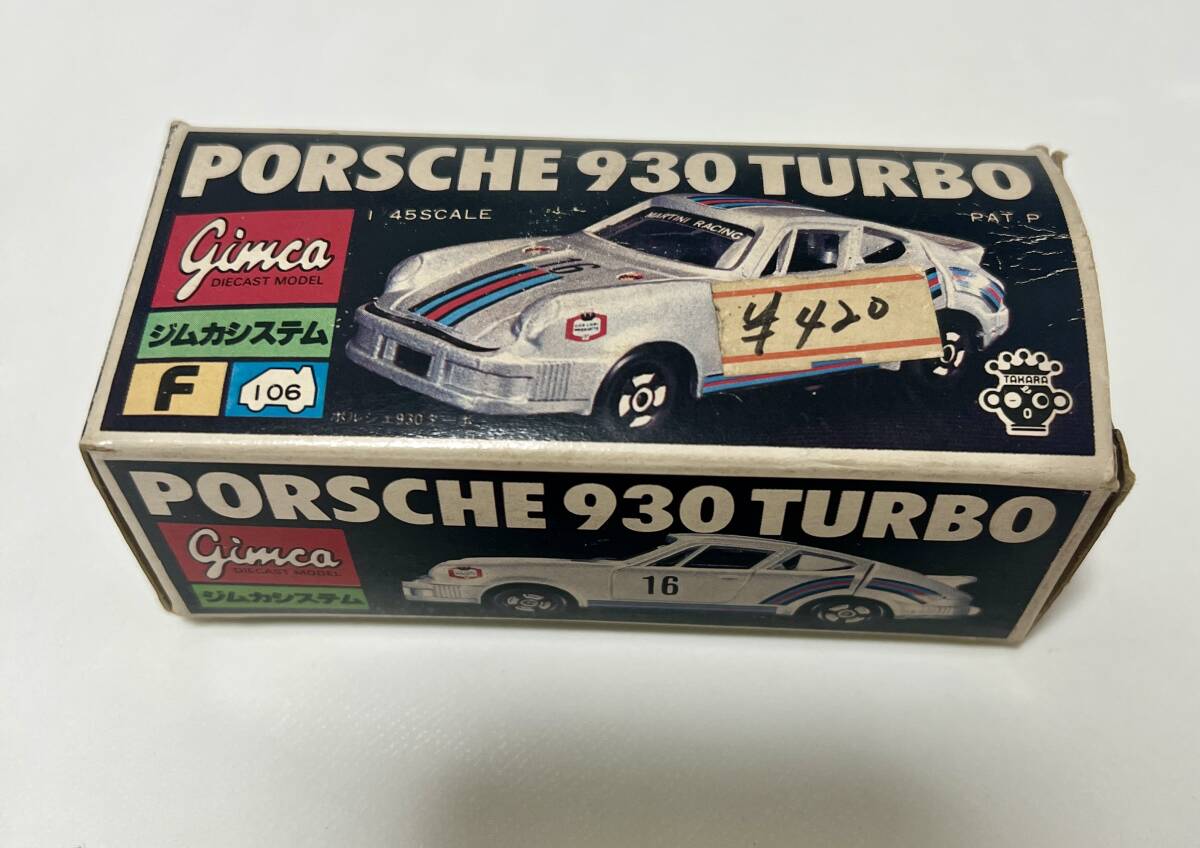 PORSCHE 930 TURBO
1 45SCALE
PAT. P
gimca
DIECAST MODEL
ジムカシステム
F
106
MARTINI RACING
16
¥420
TAKARA
ポルシェ930ターボ
PORSCHE 930 TURBO
gimca
DIECAST MODEL
ジムカシステム
16